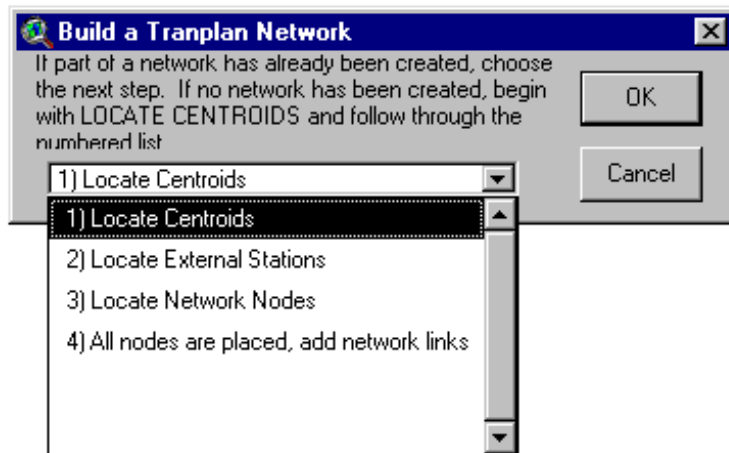 Build a Tranplan Network
If part of a network has already been created, choose
the next step. If no network has been created, begin
with LOCATE CENTROIDS and follow through the
numbered list
OK
Cancel
1) Locate Centroids
1) Locate Centroids
2) Locate External Stations
3) Locate Network Nodes
4) All nodes are placed, add network links